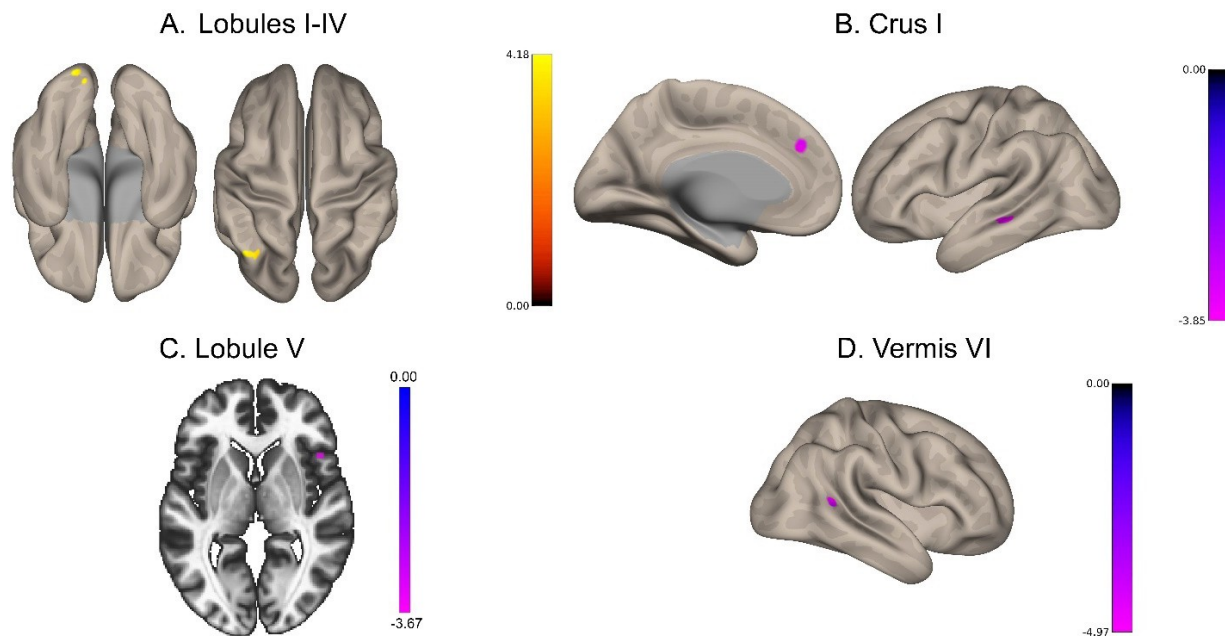 A. Lobules I-IV
4.18
0.00
B. Crus I
0.00
-3.85
C. Lobule V
0.00
-3.67
D. Vermis VI
0.00
-4.97